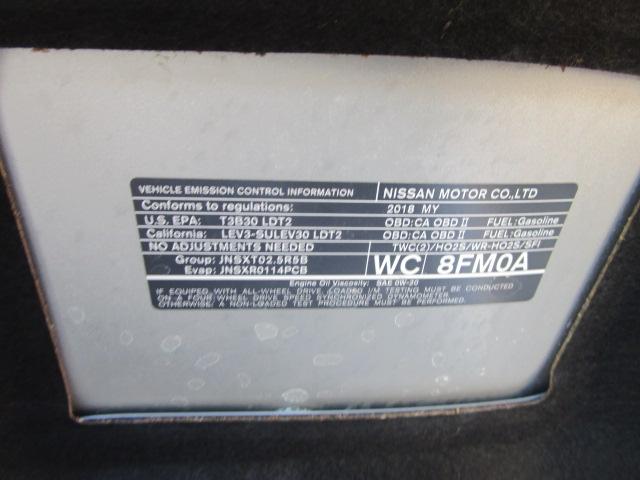 VEHICLE EMISSION CONTROL INFORMATION NISSAN MOTOR CO.,LTD
Conforms to regulations: 2018 MY
U.S. EPA: T3B30 LDT2 OBD:CA OBD II FUEL:Gasoline
California: LEV3-SULEV30 LDT2 OBD:CA OBD II FUEL:Gasoline
NO ADJUSTMENTS NEEDED TWC(2)/HO2S/WR-HO2S/SFI
Group: JNSXT02.5R5B WC 8FM0A
Evap: JNSXR0114PCB
Engine Oil Viscosity: SAE 0W-20
IF EQUIPPED WITH ALL-WHEEL DRIVE, LOADED I/M TESTING MUST BE CONDUCTED
ON A FOUR-WHEEL DRIVE SPEED SYNCHRONIZED DYNAMOMETER.
OTHERWISE, A NON-LOADED TEST PROCEDURE MUST BE PERFORMED.